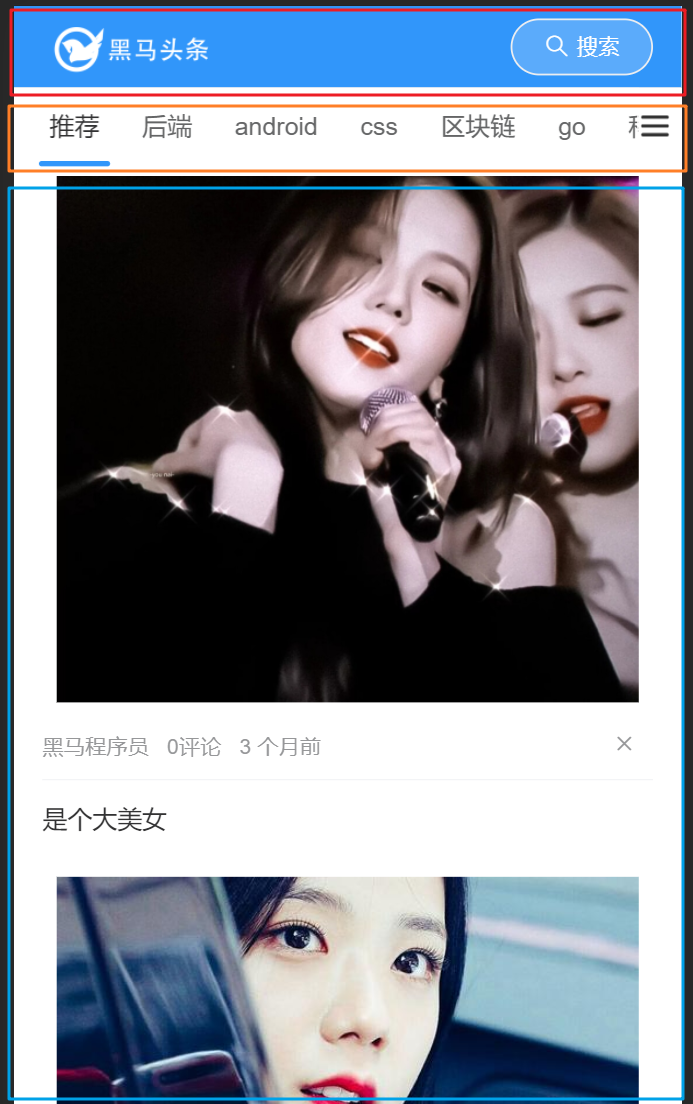 黑马头条 搜索
推荐 后端 android css 区块链 go
黑马程序员 0评论 3 个月前
是个大美女